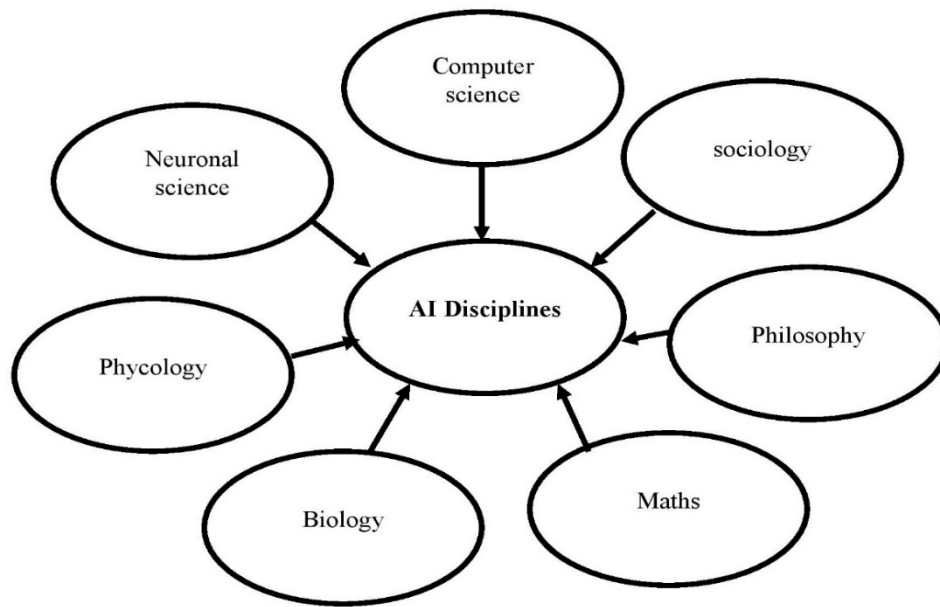 Computer
science
sociology
Neuronal
science
AI Disciplines
Philosophy
Phycology
Maths
Biology